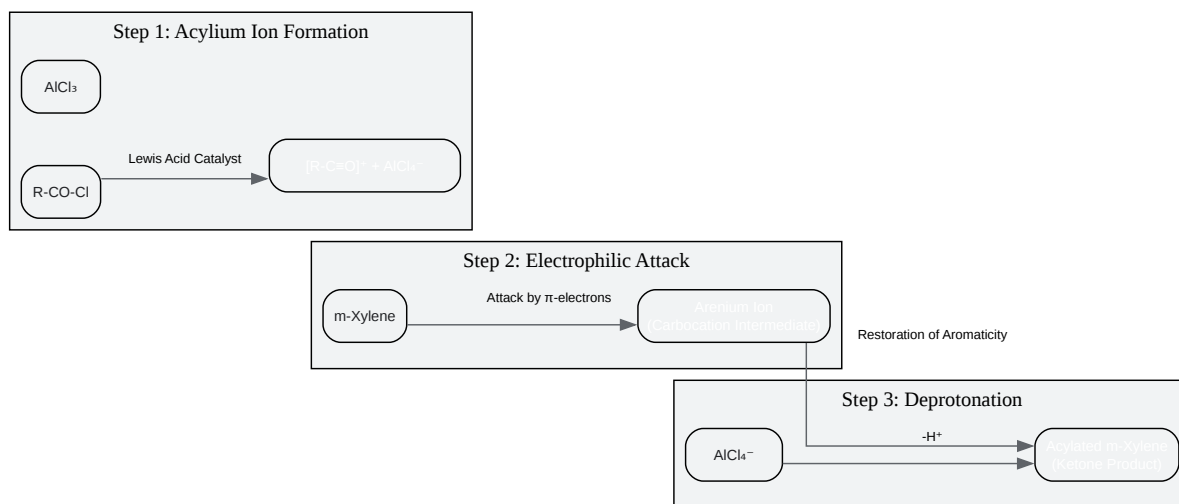 Step 1: Acylium Ion Formation
AlCl₃
Lewis Acid Catalyst
[R-C≡O]⁺ + AlCl₄⁻
R-CO-Cl
Step 2: Electrophilic Attack
Attack by π-electrons
m-Xylene
Arenium Ion
(Carbocation Intermediate)
Restoration of Aromaticity
Step 3: Deprotonation
-H⁺
AlCl₄⁻
Acylated m-Xylene
(Ketone Product)